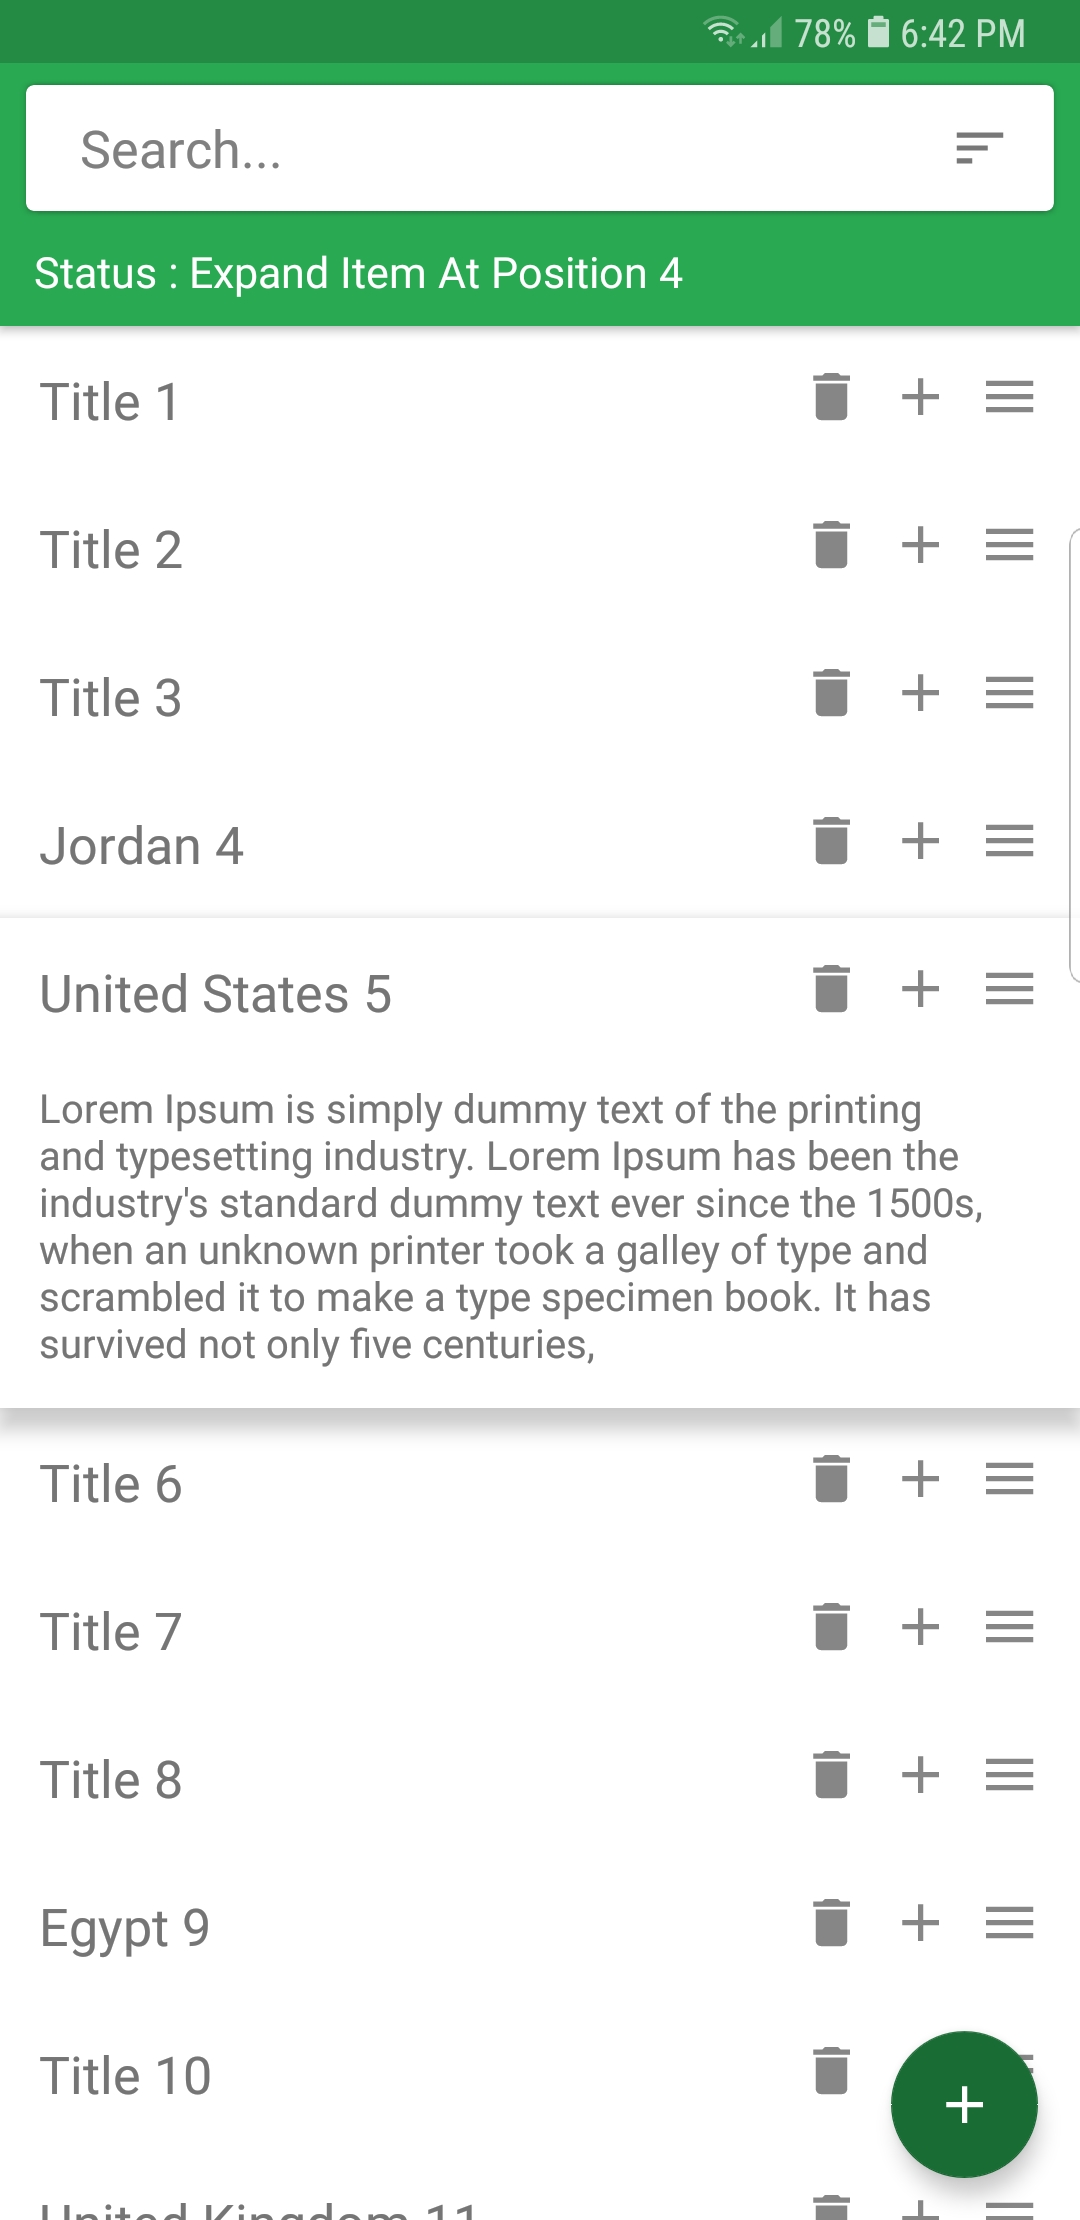 78% 6:42 PM
Search...
Status : Expand Item At Position 4
Title 1
Title 2
Title 3
Jordan 4
United States 5
Lorem Ipsum is simply dummy text of the printing
and typesetting industry. Lorem Ipsum has been the
industry's standard dummy text ever since the 1500s,
when an unknown printer took a galley of type and
scrambled it to make a type specimen book. It has
survived not only five centuries,
Title 6
Title 7
Title 8
Egypt 9
Title 10
United Kingdom 11